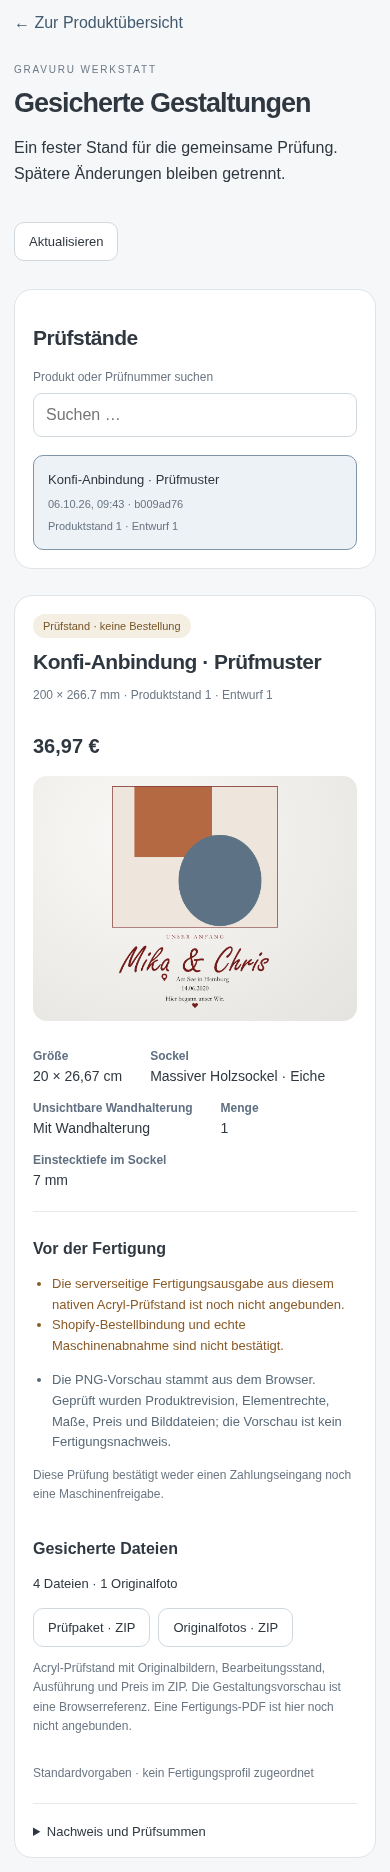 ← Zur Produktübersicht
GRAVURU WERKSTATT
Gesicherte Gestaltungen
Ein fester Stand für die gemeinsame Prüfung.
Spätere Änderungen bleiben getrennt.
Aktualisieren
Prüfstände
Produkt oder Prüfnummer suchen
Suchen …
Konfi-Anbindung · Prüfmuster
06.10.26, 09:43 · b009ad76
Produktstand 1 · Entwurf 1
Prüfstand · keine Bestellung
Konfi-Anbindung · Prüfmuster
200 × 266.7 mm · Produktstand 1 · Entwurf 1
36,97 €
UNSER ANFANG
Mika & Chris
Am See in Hamburg
14.06.2020
Hier begann unser Wir.
Größe Sockel
20 × 26,67 cm Massiver Holzsockel · Eiche
Unsichtbare Wandhalterung Menge
Mit Wandhalterung 1
Einstecktiefe im Sockel
7 mm
Vor der Fertigung
• Die serverseitige Fertigungsausgabe aus diesem
nativen Acryl-Prüfstand ist noch nicht angebunden.
• Shopify-Bestellbindung und echte
Maschinenabnahme sind nicht bestätigt.
• Die PNG-Vorschau stammt aus dem Browser.
Geprüft wurden Produktrevision, Elementrechte,
Maße, Preis und Bilddateien; die Vorschau ist kein
Fertigungsnachweis.
Diese Prüfung bestätigt weder einen Zahlungseingang noch
eine Maschinenfreigabe.
Gesicherte Dateien
4 Dateien · 1 Originalfoto
Prüfpaket · ZIP Originalfotos · ZIP
Acryl-Prüfstand mit Originalbildern, Bearbeitungsstand,
Ausführung und Preis im ZIP. Die Gestaltungsvorschau ist
eine Browserreferenz. Eine Fertigungs-PDF ist hier noch
nicht angebunden.
Standardvorgaben · kein Fertigungsprofil zugeordnet
▶ Nachweis und Prüfsummen